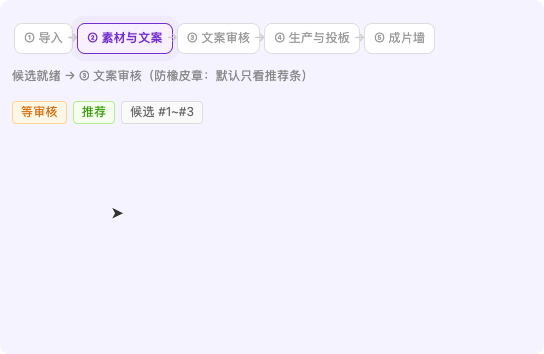 ① 导入 → ② 素材与文案 → ③ 文案审核 → ④ 生产与投板 → ⑤ 成片墙
候选就绪 → ③ 文案审核（防橡皮章：默认只看推荐条）
等审核 推荐 候选 #1~#3